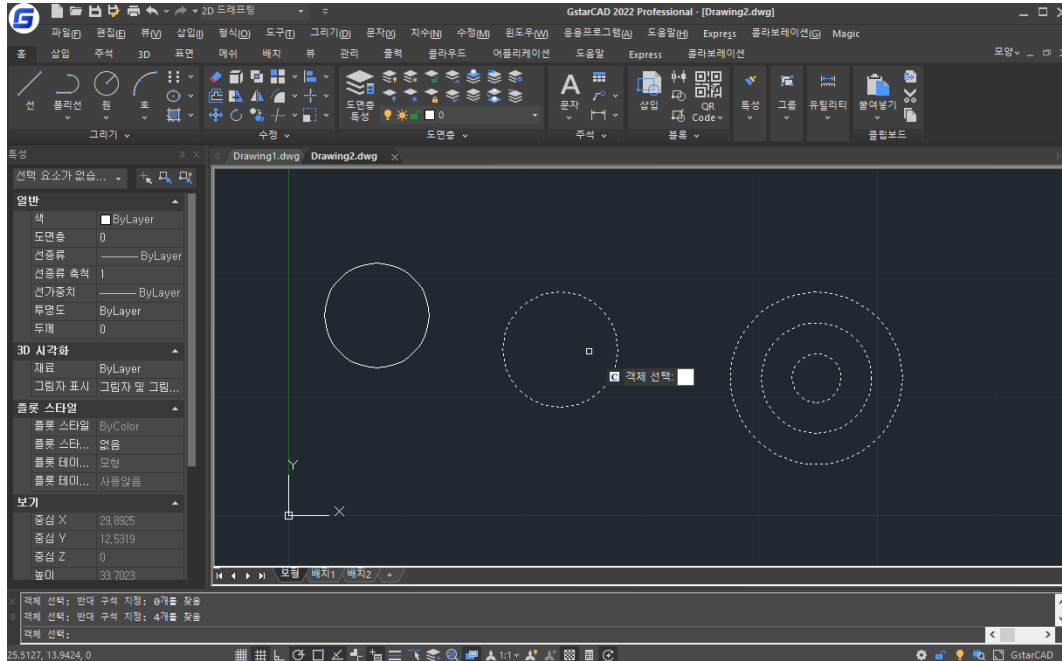 2D 드래프팅
GstarCAD 2022 Professional - [Drawing2.dwg]
파일(F) 편집(E) 뷰(V) 삽입(I) 형식(O) 도구(T) 그리기(D) 문자(X) 치수(N) 수정(M) 윈도우(W) 응용프로그램(A) 도움말(H) Express 콜라보레이션(G) Magic
홈 삽입 주석 3D 표면 메쉬 배치 뷰 관리 출력 클라우드 어플리케이션 도움말 Express 콜라보레이션 모양
선 폴리선 원 호 도면층 특성 0 문자 삽입 QR Code 특성 그룹 유틸리티 붙여넣기
그리기 수정 도면층 주석 블록 클립보드
특성
Drawing1.dwg Drawing2.dwg
선택 요소가 없습...
일반
색 ByLayer
도면층 0
선종류 ByLayer
선종류 축척 1
선가중치 ByLayer
투명도 ByLayer
두께 0
3D 시각화
재료 ByLayer
그림자 표시 그림자 및 그림...
플롯 스타일
플롯 스타일 ByColor
플롯 스타... 없음
플롯 테이... 모형
플롯 테이... 사용않음
보기
중심 X 29,8925
중심 Y 12,5319
중심 Z 0
높이 33,7023
객체 선택:
Y
X
모형 배치1 배치2 +
객체 선택: 반대 구석 지정: 0개를 찾음
객체 선택: 반대 구석 지정: 4개를 찾음
객체 선택:
25.5127, 13.9424, 0
1:1
GstarCAD